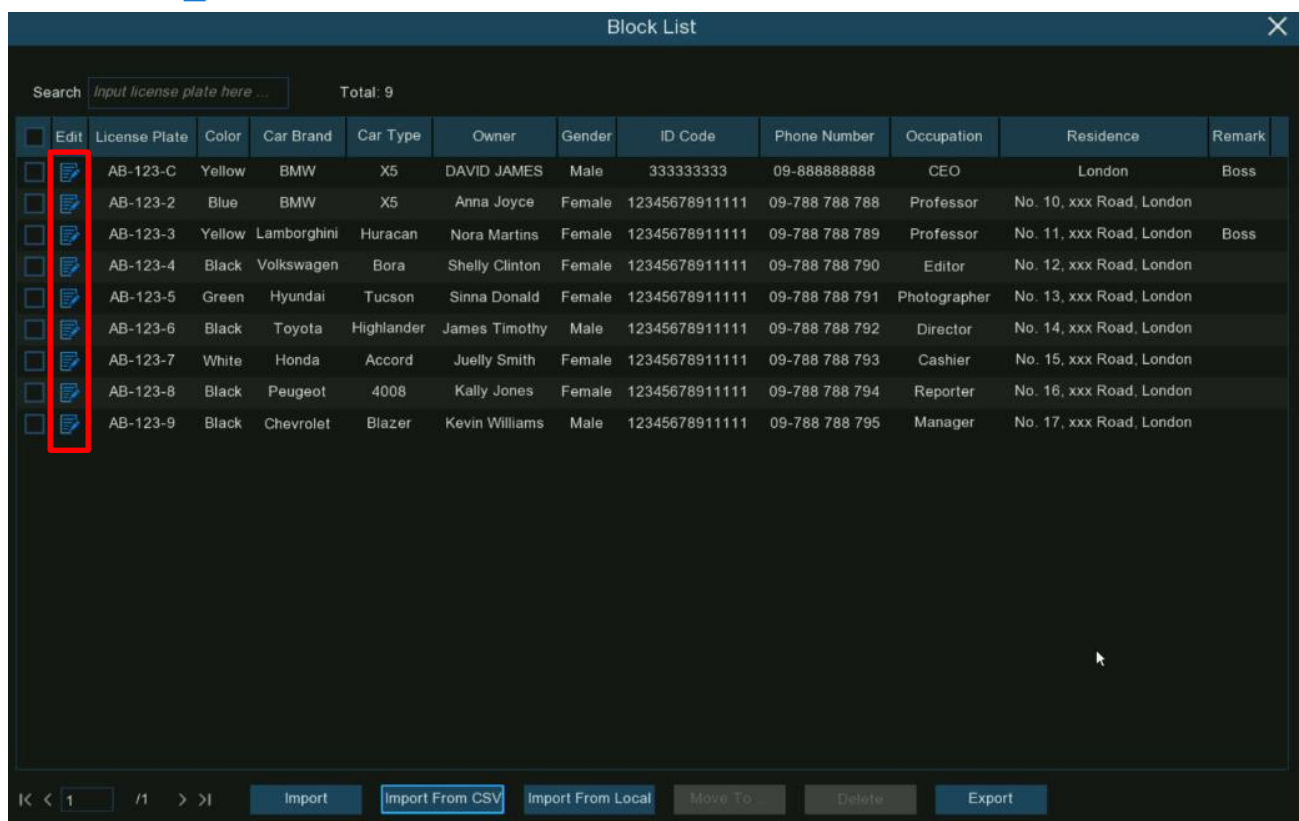 Block List
Search Input license plate here ... Total: 9
Edit License Plate Color Car Brand Car Type Owner Gender ID Code Phone Number Occupation Residence Remark
AB-123-C Yellow BMW X5 DAVID JAMES Male 333333333 09-888888888 CEO London Boss
AB-123-2 Blue BMW X5 Anna Joyce Female 12345678911111 09-788 788 788 Professor No. 10, xxx Road, London
AB-123-3 Yellow Lamborghini Huracan Nora Martins Female 12345678911111 09-788 788 789 Professor No. 11, xxx Road, London Boss
AB-123-4 Black Volkswagen Bora Shelly Clinton Female 12345678911111 09-788 788 790 Editor No. 12, xxx Road, London
AB-123-5 Green Hyundai Tucson Sinna Donald Female 12345678911111 09-788 788 791 Photographer No. 13, xxx Road, London
AB-123-6 Black Toyota Highlander James Timothy Male 12345678911111 09-788 788 792 Director No. 14, xxx Road, London
AB-123-7 White Honda Accord Juelly Smith Female 12345678911111 09-788 788 793 Cashier No. 15, xxx Road, London
AB-123-8 Black Peugeot 4008 Kally Jones Female 12345678911111 09-788 788 794 Reporter No. 16, xxx Road, London
AB-123-9 Black Chevrolet Blazer Kevin Williams Male 12345678911111 09-788 788 795 Manager No. 17, xxx Road, London
1 /1 Import Import From CSV Import From Local Move To ... Delete Export